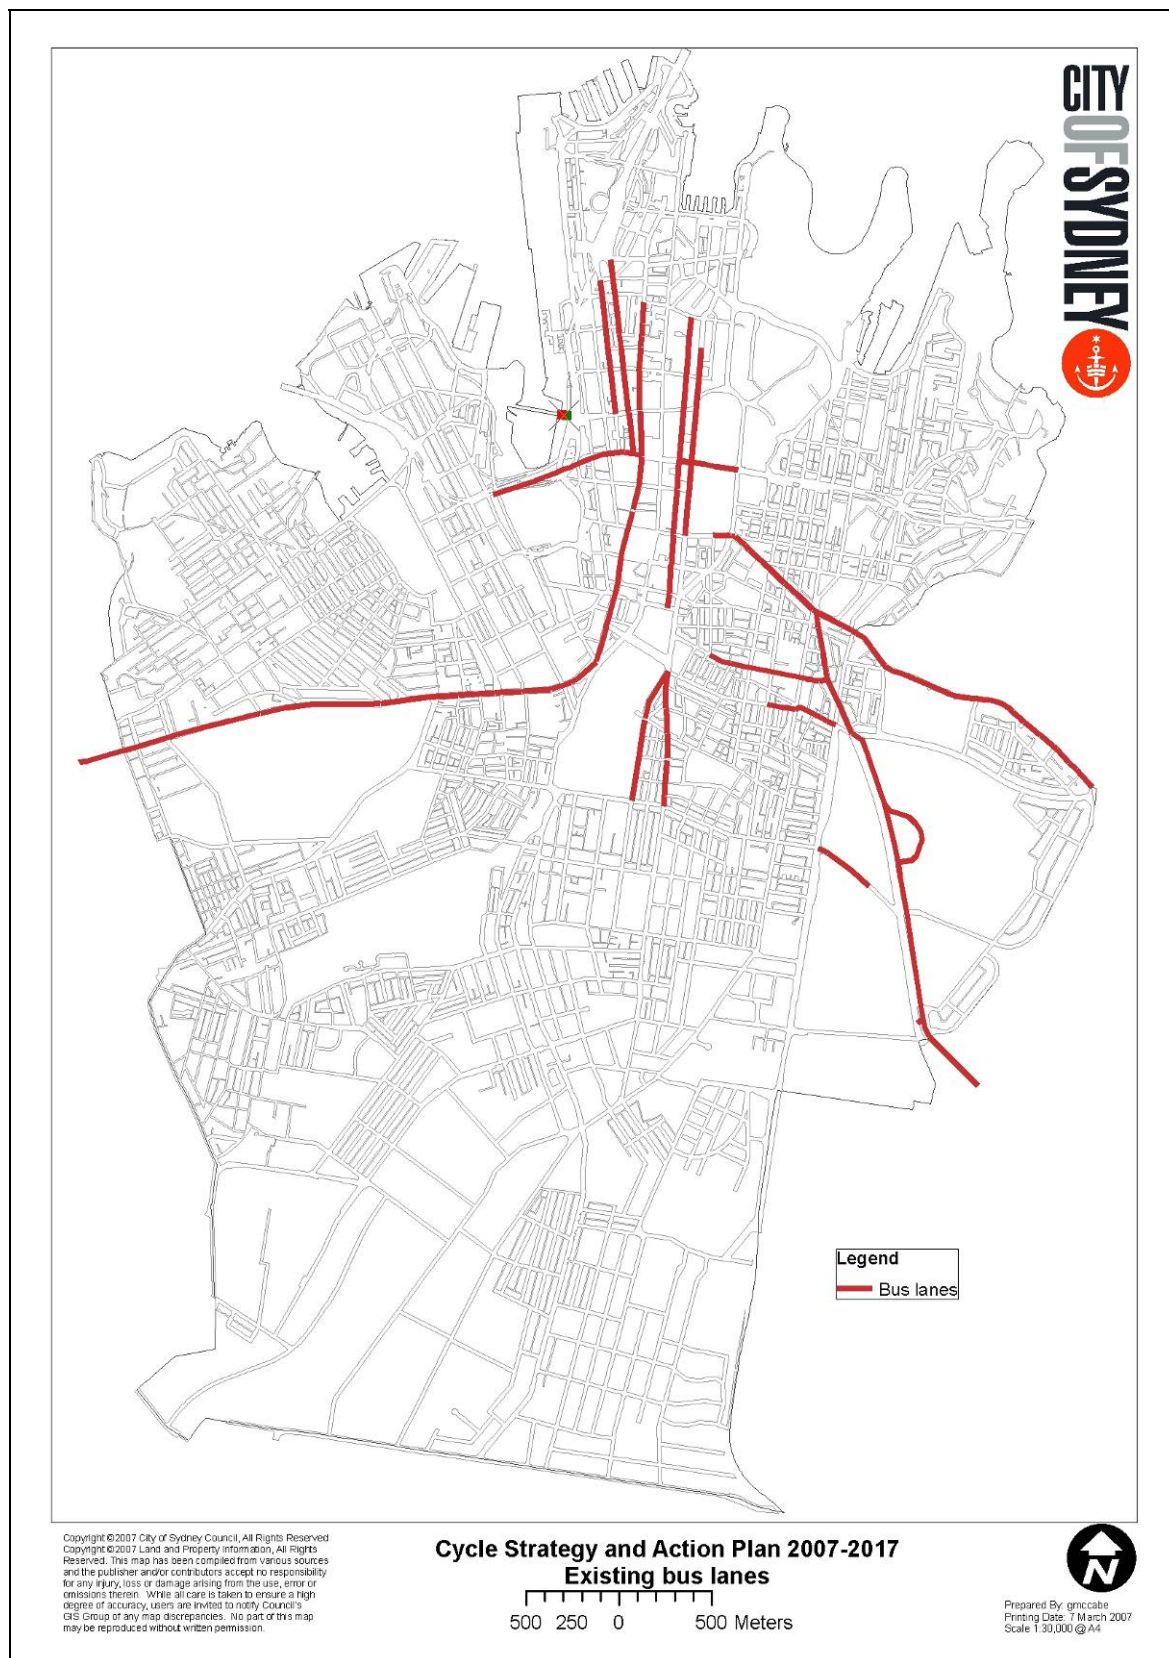 CITYOFSYDNEY
Legend
Bus lanes
Copyright ©2007 City of Sydney Council, All Rights Reserved
Copyright ©2007 Land and Property Information, All Rights
Reserved. This map has been compiled from various sources
and the publisher and/or contributors accept no responsibility
for any injury, loss or damage arising from the use, error or
omissions therein. While all care is taken to ensure a high
degree of accuracy, users are invited to notify Council's
GIS Group of any map discrepancies. No part of this map
may be reproduced without written permission.
Cycle Strategy and Action Plan 2007-2017
Existing bus lanes
500 250 0 500 Meters
N
Prepared By: gmccabe
Printing Date: 7 March 2007
Scale 1:30,000 @ A4